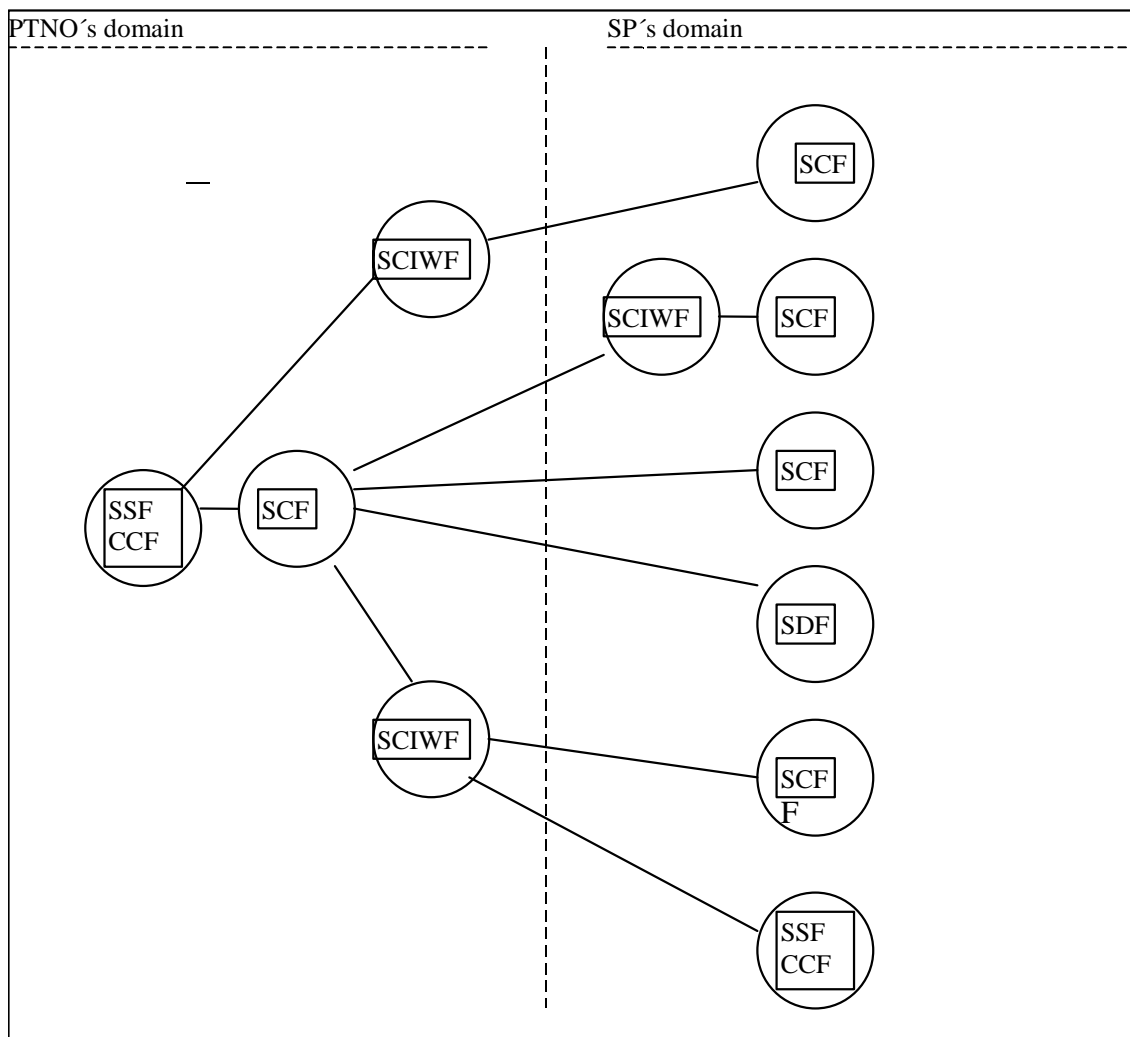 PTNO´s domain
SP´s domain
SCF
SCIWF
SCIWF
SCF
SCF
SSF
CCF
SCF
SDF
SCIWF
SCF
F
SSF
CCF